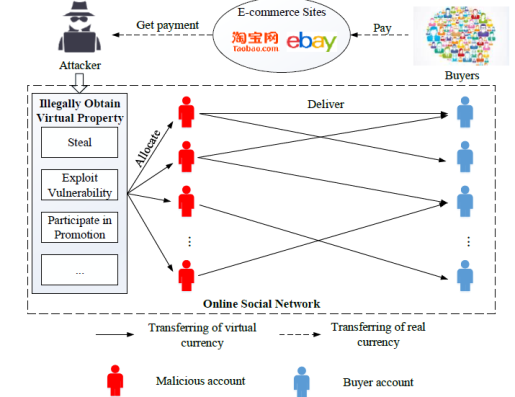 E-commerce Sites
Get payment
Pay
淘宝网
Taobao.com
ebay
Attacker
Buyers
Illegally Obtain
Virtual Property
Steal
Exploit
Vulnerability
Participate in
Promotion
...
Allocate
Deliver
...
...
Online Social Network
Transferring of virtual
currency
Transferring of real
currency
Malicious account
Buyer account